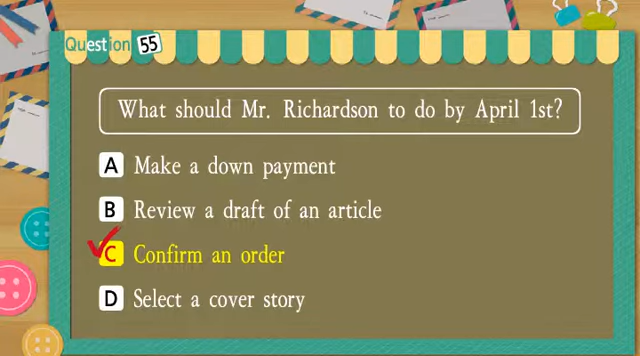 Question 55
What should Mr. Richardson to do by April 1st?
A Make a down payment
B Review a draft of an article
C Confirm an order
D Select a cover story